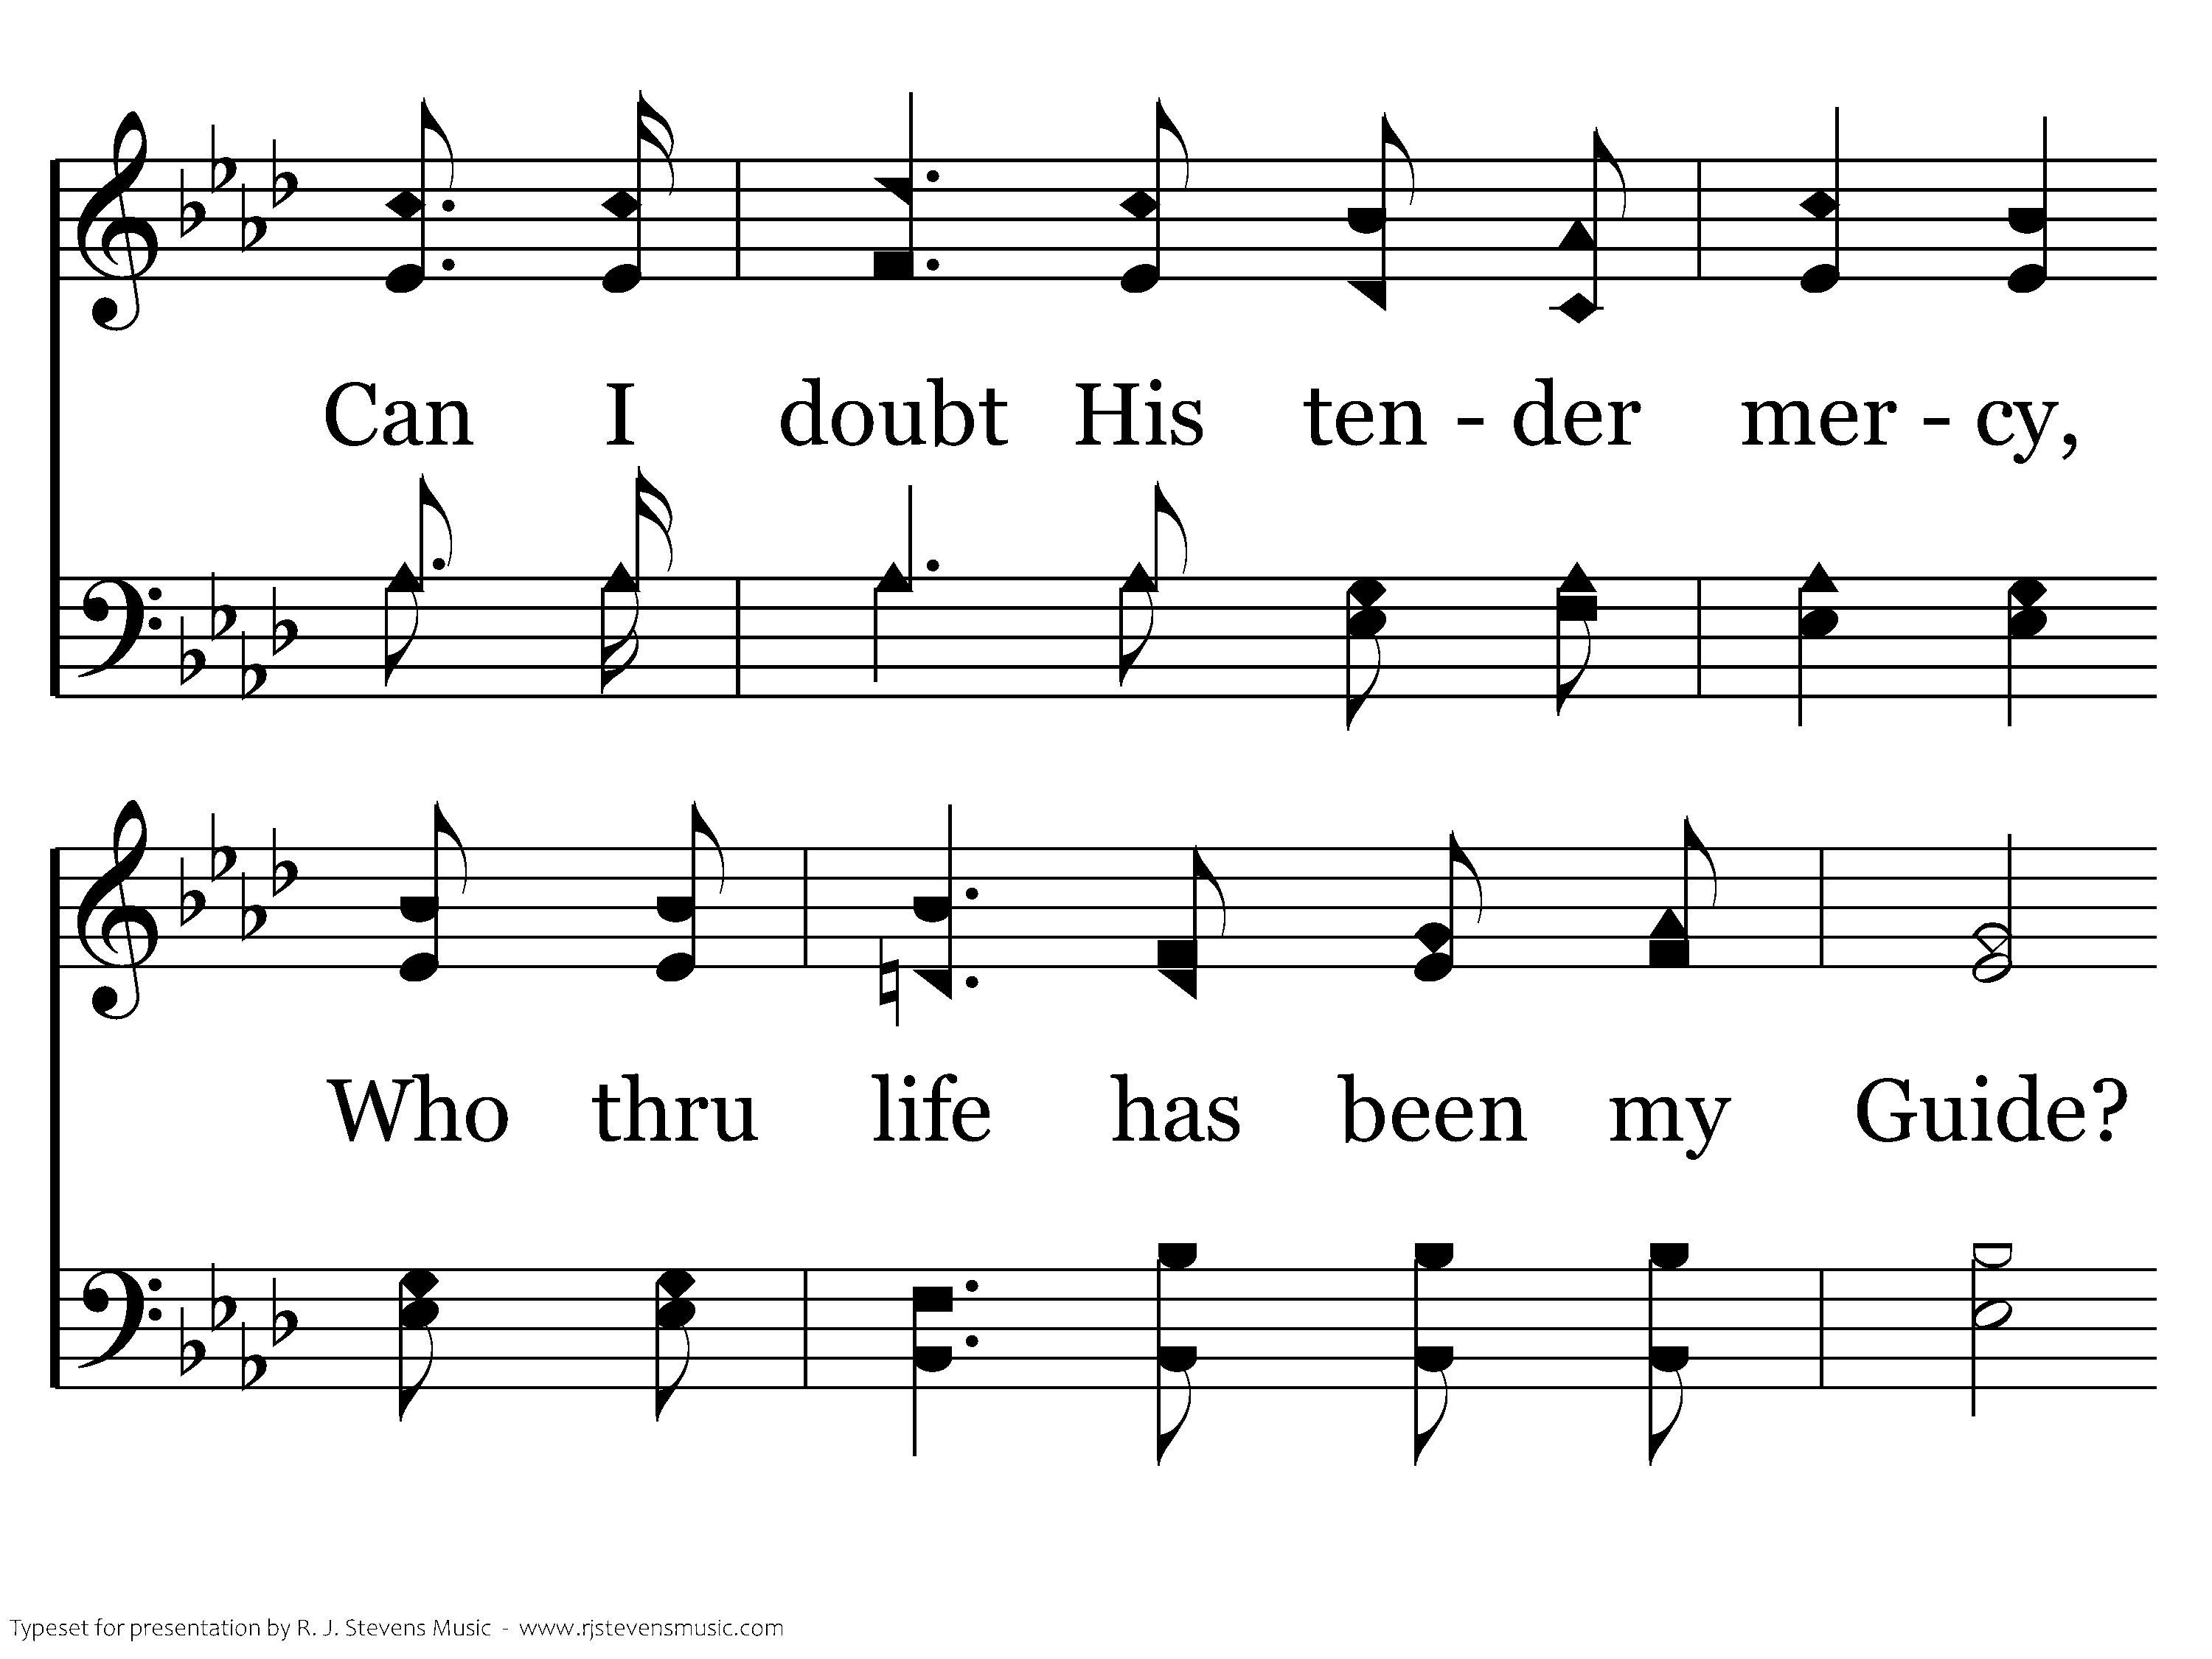 Can I doubt His ten - der mer - cy,
Who thru life has been my Guide?
Typeset for presentation by R. J. Stevens Music - www.rjstevensmusic.com